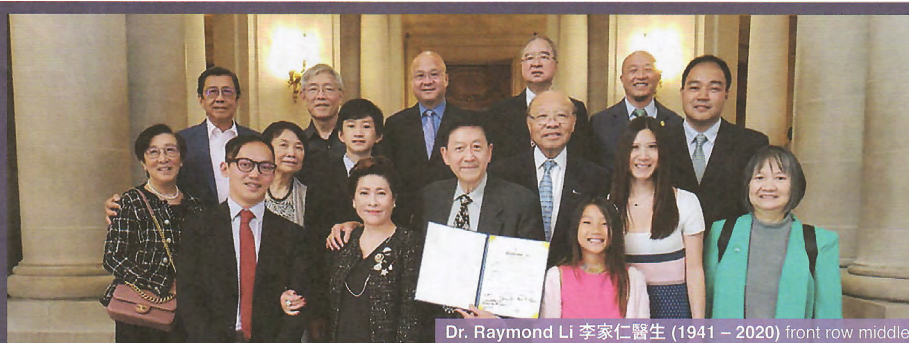 Dr. Raymond Li 李家仁醫生 (1941 – 2020) front row middle